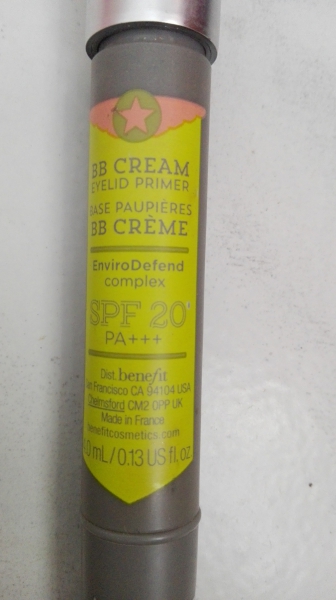 BB CREAM
EYELID PRIMER
BASE PAUPIÈRES
BB CRÈME
EnviroDefend
complex
SPF 20*
PA+++
Dist. benefit
San Francisco CA 94104 USA
Chelmsford CM2 0PP UK
Made in France
benefitcosmetics.com
.0 mL / 0.13 US fl. oz.